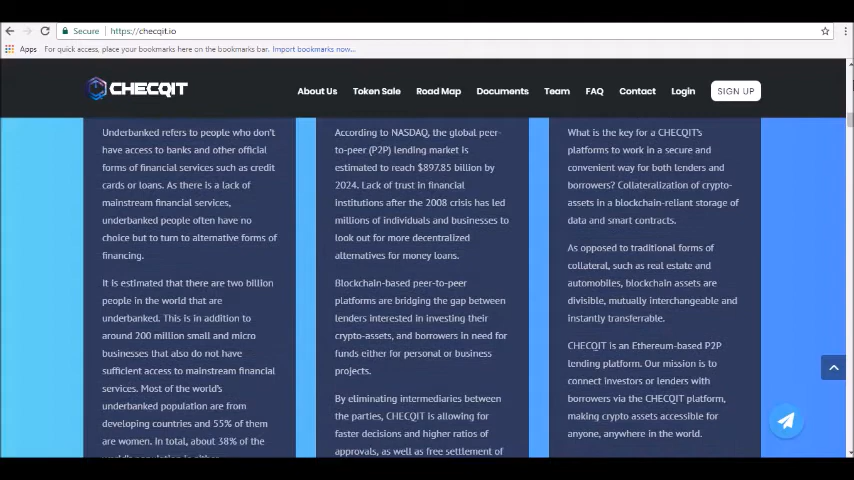 Secure
https://checqit.io
Apps
For quick access, place your bookmarks here on the bookmarks bar. Import bookmarks now...
CHECQIT
About Us
Token Sale
Road Map
Documents
Team
FAQ
Contact
Login
SIGN UP
Underbanked refers to people who don't
have access to banks and other official
forms of financial services such as credit
cards or loans. As there is a lack of
mainstream financial services,
underbanked people often have no
choice but to turn to alternative forms of
financing.
It is estimated that there are two billion
people in the world that are
underbanked. This is in addition to
around 200 million small and micro
businesses that also do not have
sufficient access to mainstream financial
services. Most of the world's
underbanked population are from
developing countries and 55% of them
are women. In total, about 38% of the
world's population is either
According to NASDAQ, the global peer-
to-peer (P2P) lending market is
estimated to reach $897.85 billion by
2024. Lack of trust in financial
institutions after the 2008 crisis has led
millions of individuals and businesses to
look out for more decentralized
alternatives for money loans.
Blockchain-based peer-to-peer
platforms are bridging the gap between
lenders interested in investing their
crypto-assets, and borrowers in need for
funds either for personal or business
projects.
By eliminating intermediaries between
the parties, CHECQIT is allowing for
faster decisions and higher ratios of
approvals, as well as free settlement of
What is the key for a CHECQIT's
platforms to work in a secure and
convenient way for both lenders and
borrowers? Collateralization of crypto-
assets in a blockchain-reliant storage of
data and smart contracts.
As opposed to traditional forms of
collateral, such as real estate and
automobiles, blockchain assets are
divisible, mutually interchangeable and
instantly transferrable.
CHECQIT is an Ethereum-based P2P
lending platform. Our mission is to
connect investors or lenders with
borrowers via the CHECQIT platform,
making crypto assets accessible for
anyone, anywhere in the world.